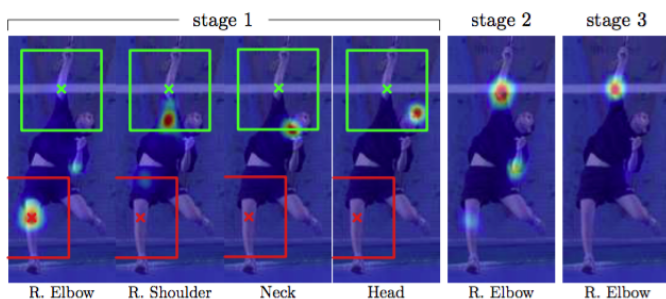 stage 1 stage 2 stage 3
R. Elbow R. Shoulder Neck Head R. Elbow R. Elbow